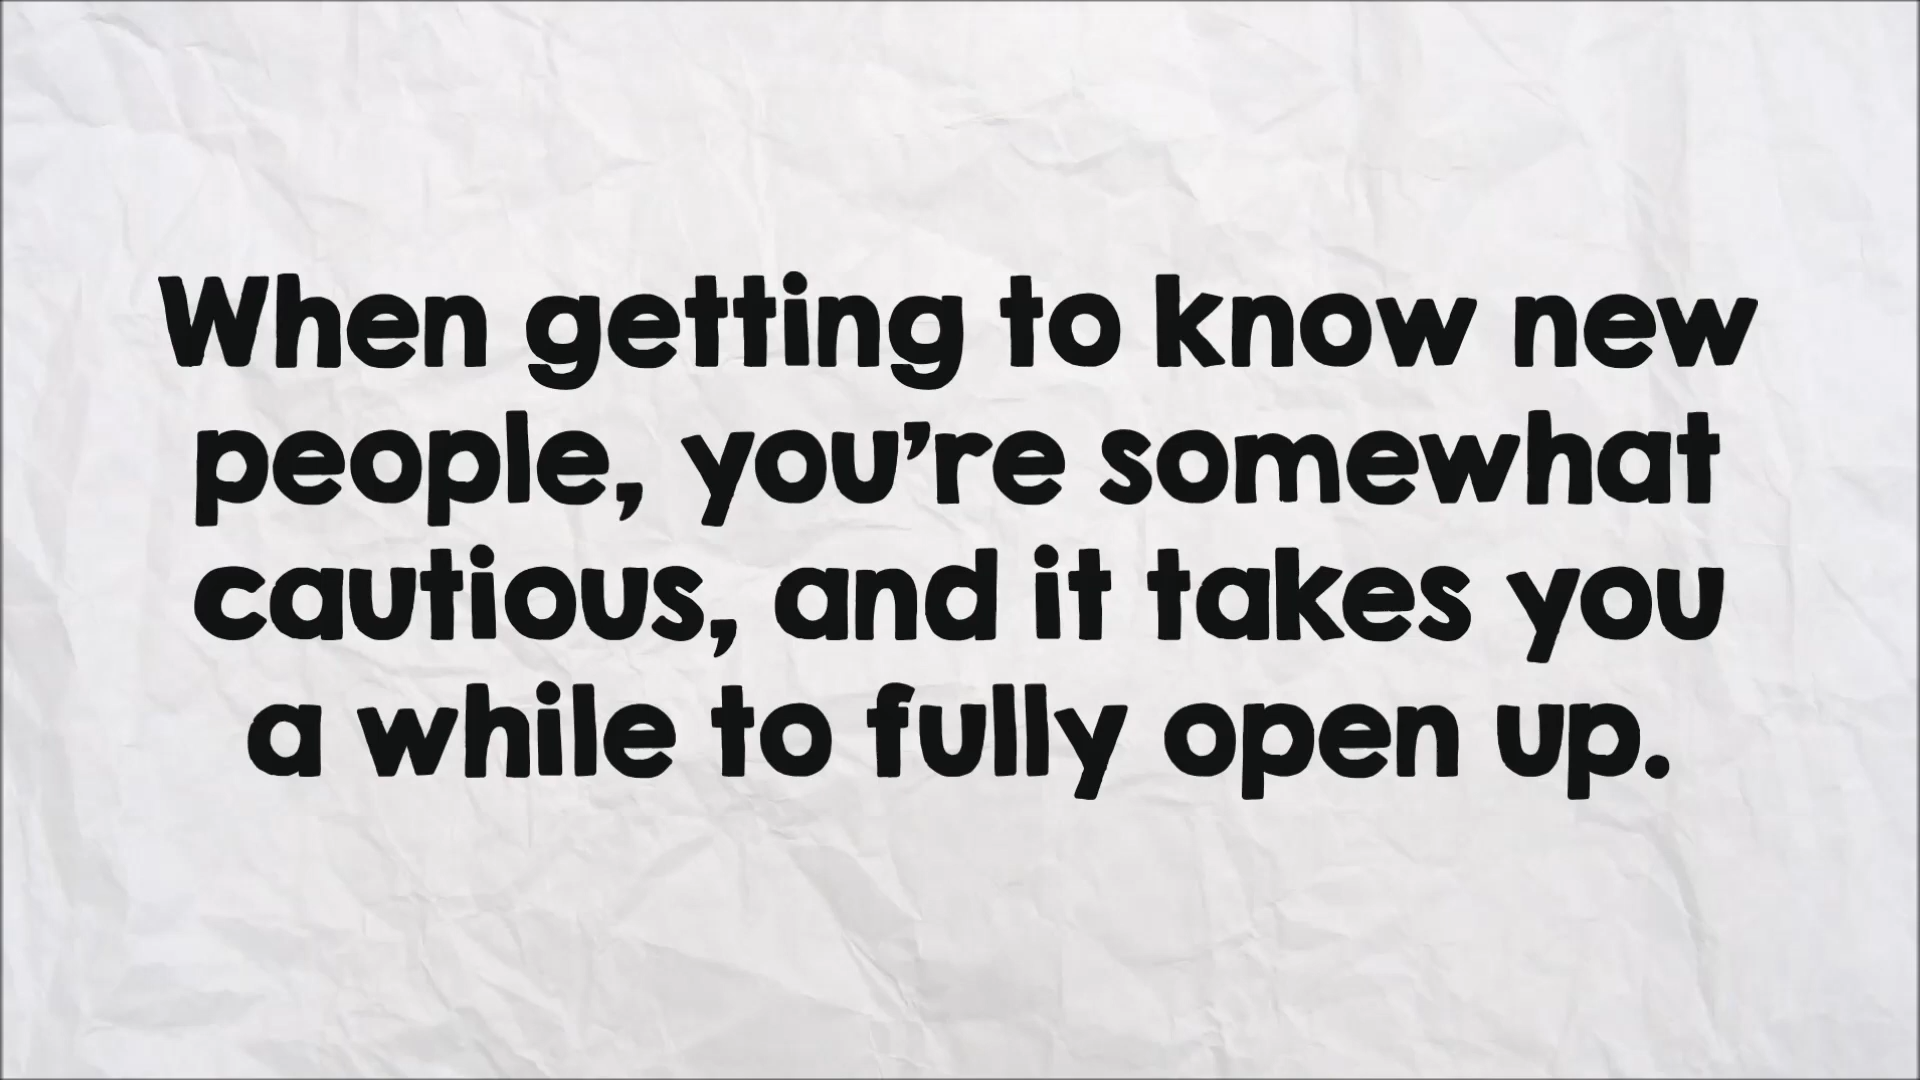 When getting to know new
people, you’re somewhat
cautious, and it takes you
a while to fully open up.